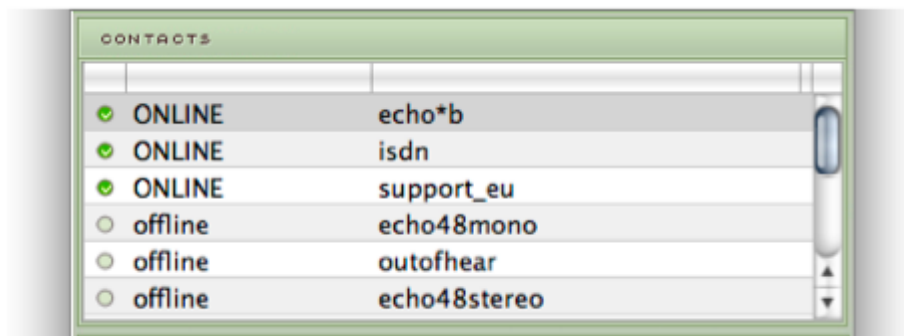 CONTACTS
ONLINE echo*b
ONLINE isdn
ONLINE support_eu
offline echo48mono
offline outofhear
offline echo48stereo